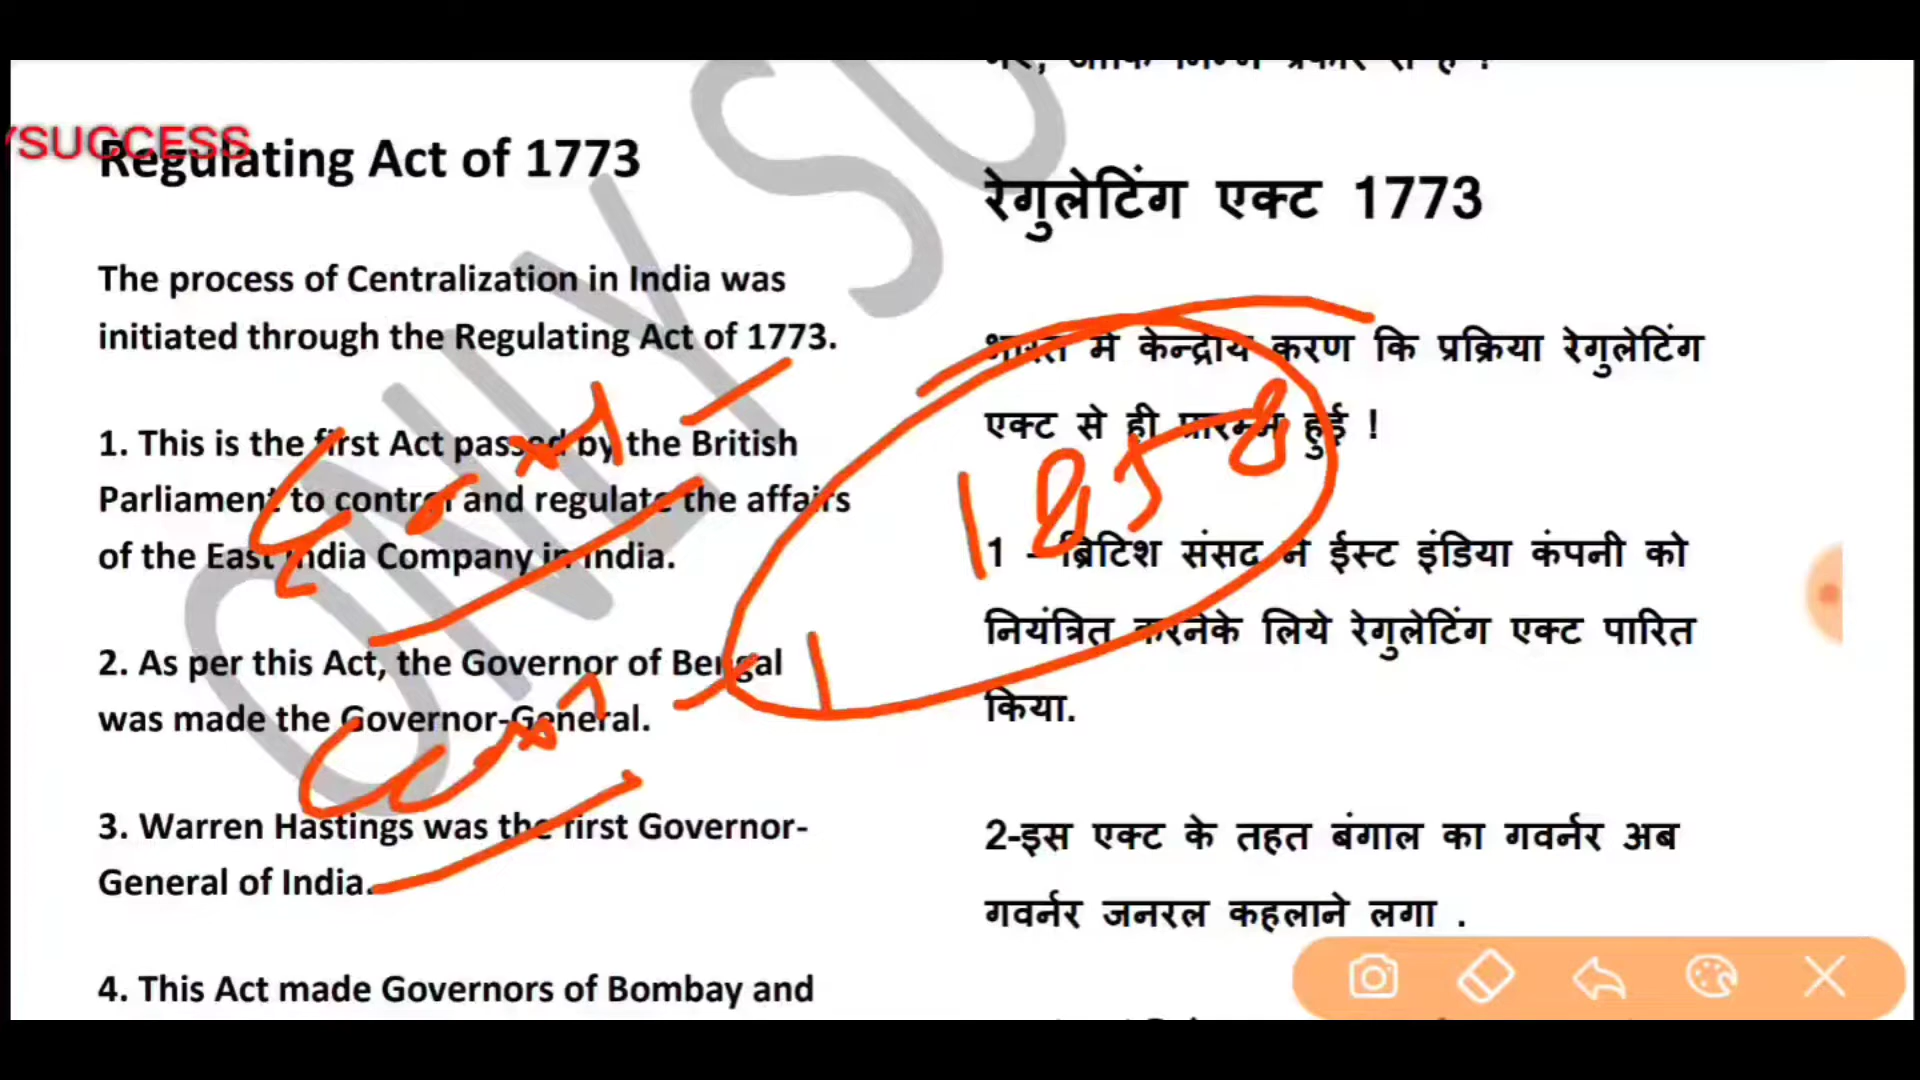 YSUCCESS
Regulating Act of 1773
The process of Centralization in India was
initiated through the Regulating Act of 1773.
1. This is the first Act passed by the British
Parliament to control and regulate the affairs
of the East India Company in India.
2. As per this Act, the Governor of Bengal
was made the Governor-General.
3. Warren Hastings was the first Governor-
General of India.
4. This Act made Governors of Bombay and
रेगुलेटिंग एक्ट 1773
भारत मे केन्द्रीय करण कि प्रक्रिया रेगुलेटिंग
एक्ट से ही प्रारम्भ हुई !
1858
1 – ब्रिटिश संसद ने ईस्ट इंडिया कंपनी को
नियंत्रित करनेके लिये रेगुलेटिंग एक्ट पारित
किया.
2-इस एक्ट के तहत बंगाल का गवर्नर अब
गवर्नर जनरल कहलाने लगा .
ONLY SU